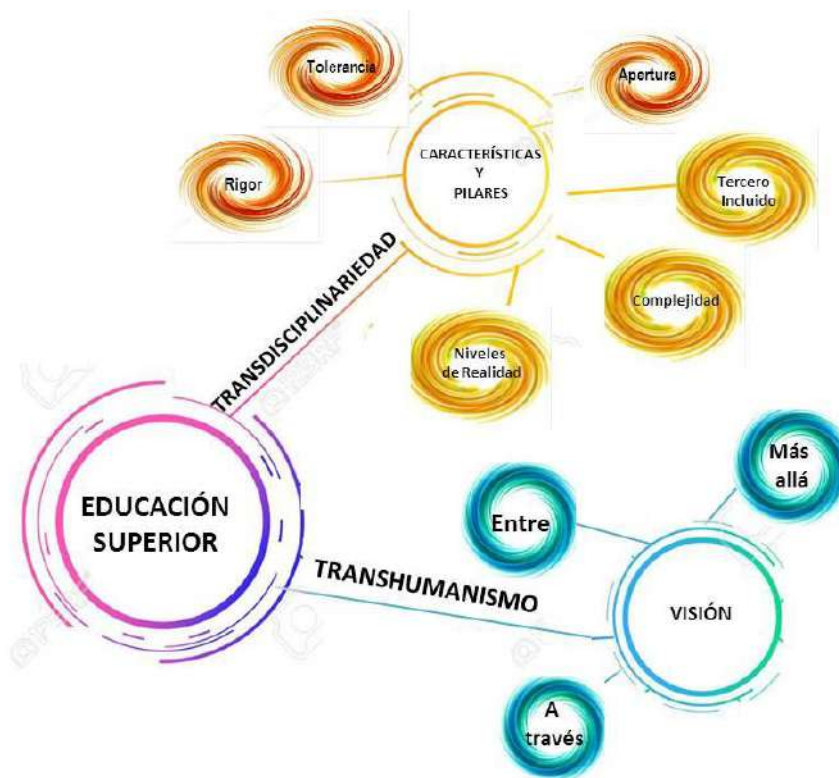 Tolerancia
Apertura
CARACTERÍSTICAS
Y
PILARES
Rigor
Tercero
Incluido
TRANSDISCIPLINARIEDAD
Complejidad
Niveles
de Realidad
EDUCACIÓN
SUPERIOR
Más
allá
Entre
TRANSHUMANISMO
VISIÓN
A
través